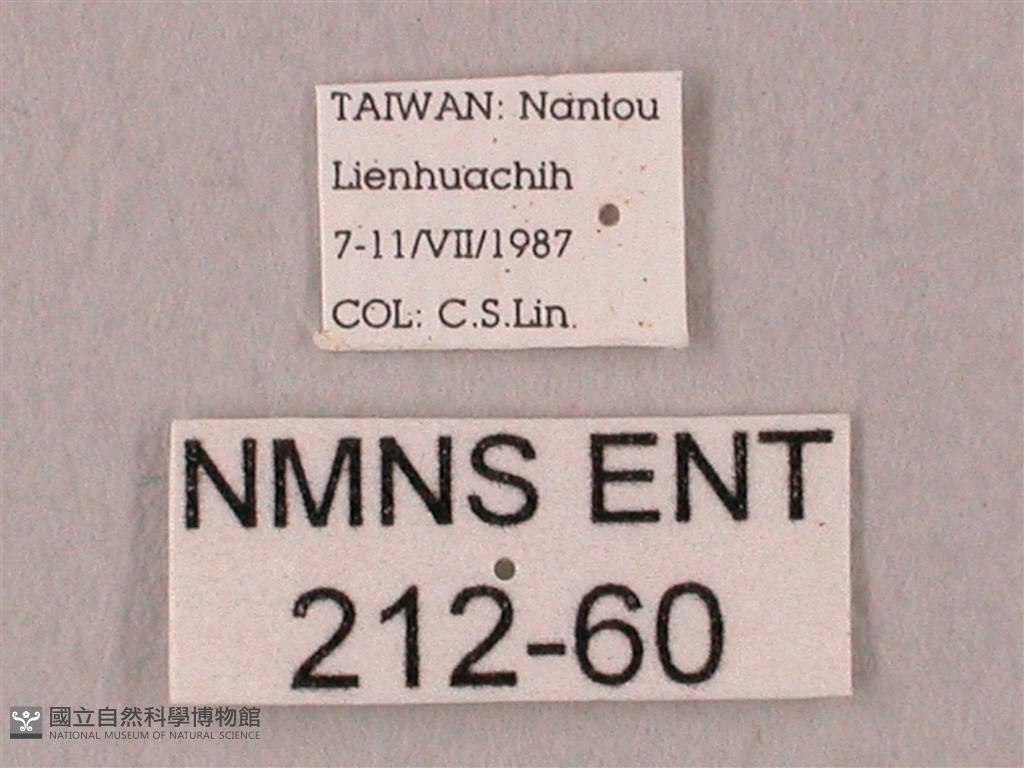 TAIWAN: Nantou
Lienhuachih
7-11/VII/1987
COL: C.S.Lin.
NMNS ENT
212-60
國立自然科學博物館
NATIONAL MUSEUM OF NATURAL SCIENCE